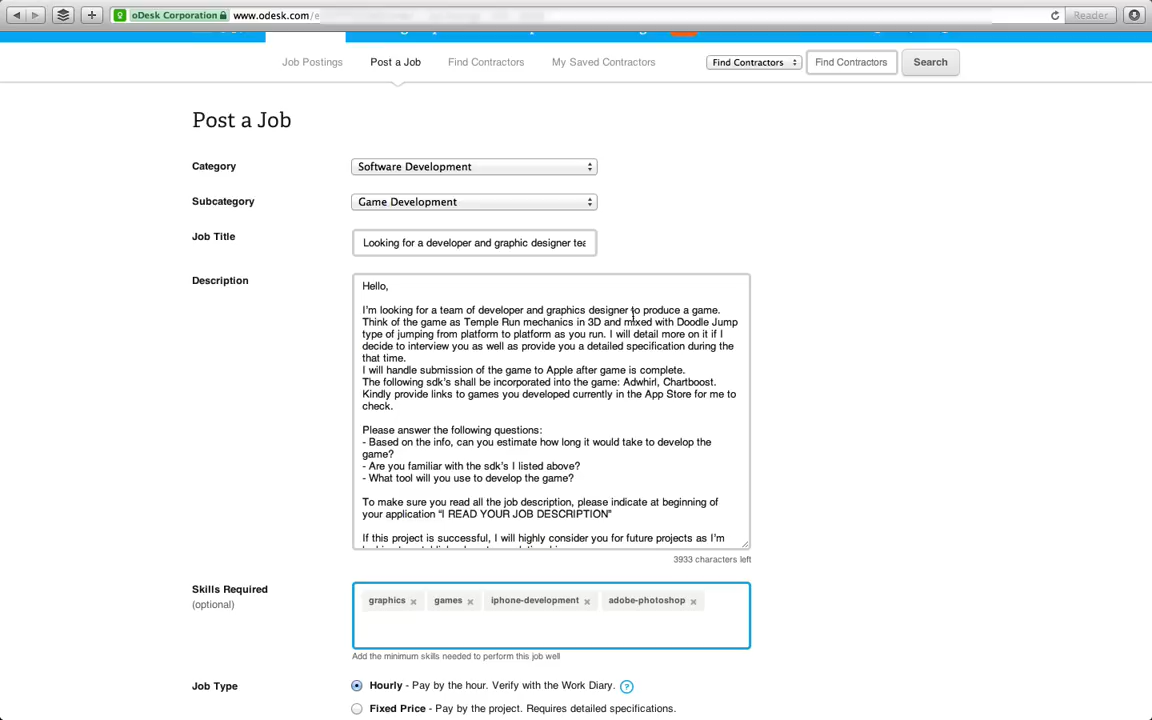 oDesk Corporation www.odesk.com/e Reader
Job Postings Post a Job Find Contractors My Saved Contractors Find Contractors Find Contractors Search
Post a Job
Category Software Development
Subcategory Game Development
Job Title Looking for a developer and graphic designer tea
Description
Hello,
I'm looking for a team of developer and graphics designer to produce a game.
Think of the game as Temple Run mechanics in 3D and mixed with Doodle Jump
type of jumping from platform to platform as you run. I will detail more on it if I
decide to interview you as well as provide you a detailed specification during the
that time.
I will handle submission of the game to Apple after game is complete.
The following sdk's shall be incorporated into the game: Adwhirl, Chartboost.
Kindly provide links to games you developed currently in the App Store for me to
check.
Please answer the following questions:
- Based on the info, can you estimate how long it would take to develop the
game?
- Are you familiar with the sdk's I listed above?
- What tool will you use to develop the game?
To make sure you read all the job description, please indicate at beginning of
your application “I READ YOUR JOB DESCRIPTION”
If this project is successful, I will highly consider you for future projects as I'm
3933 characters left
Skills Required
(optional)
graphics x games x iphone-development x adobe-photoshop x
Add the minimum skills needed to perform this job well
Job Type Hourly - Pay by the hour. Verify with the Work Diary. ?
Fixed Price - Pay by the project. Requires detailed specifications.